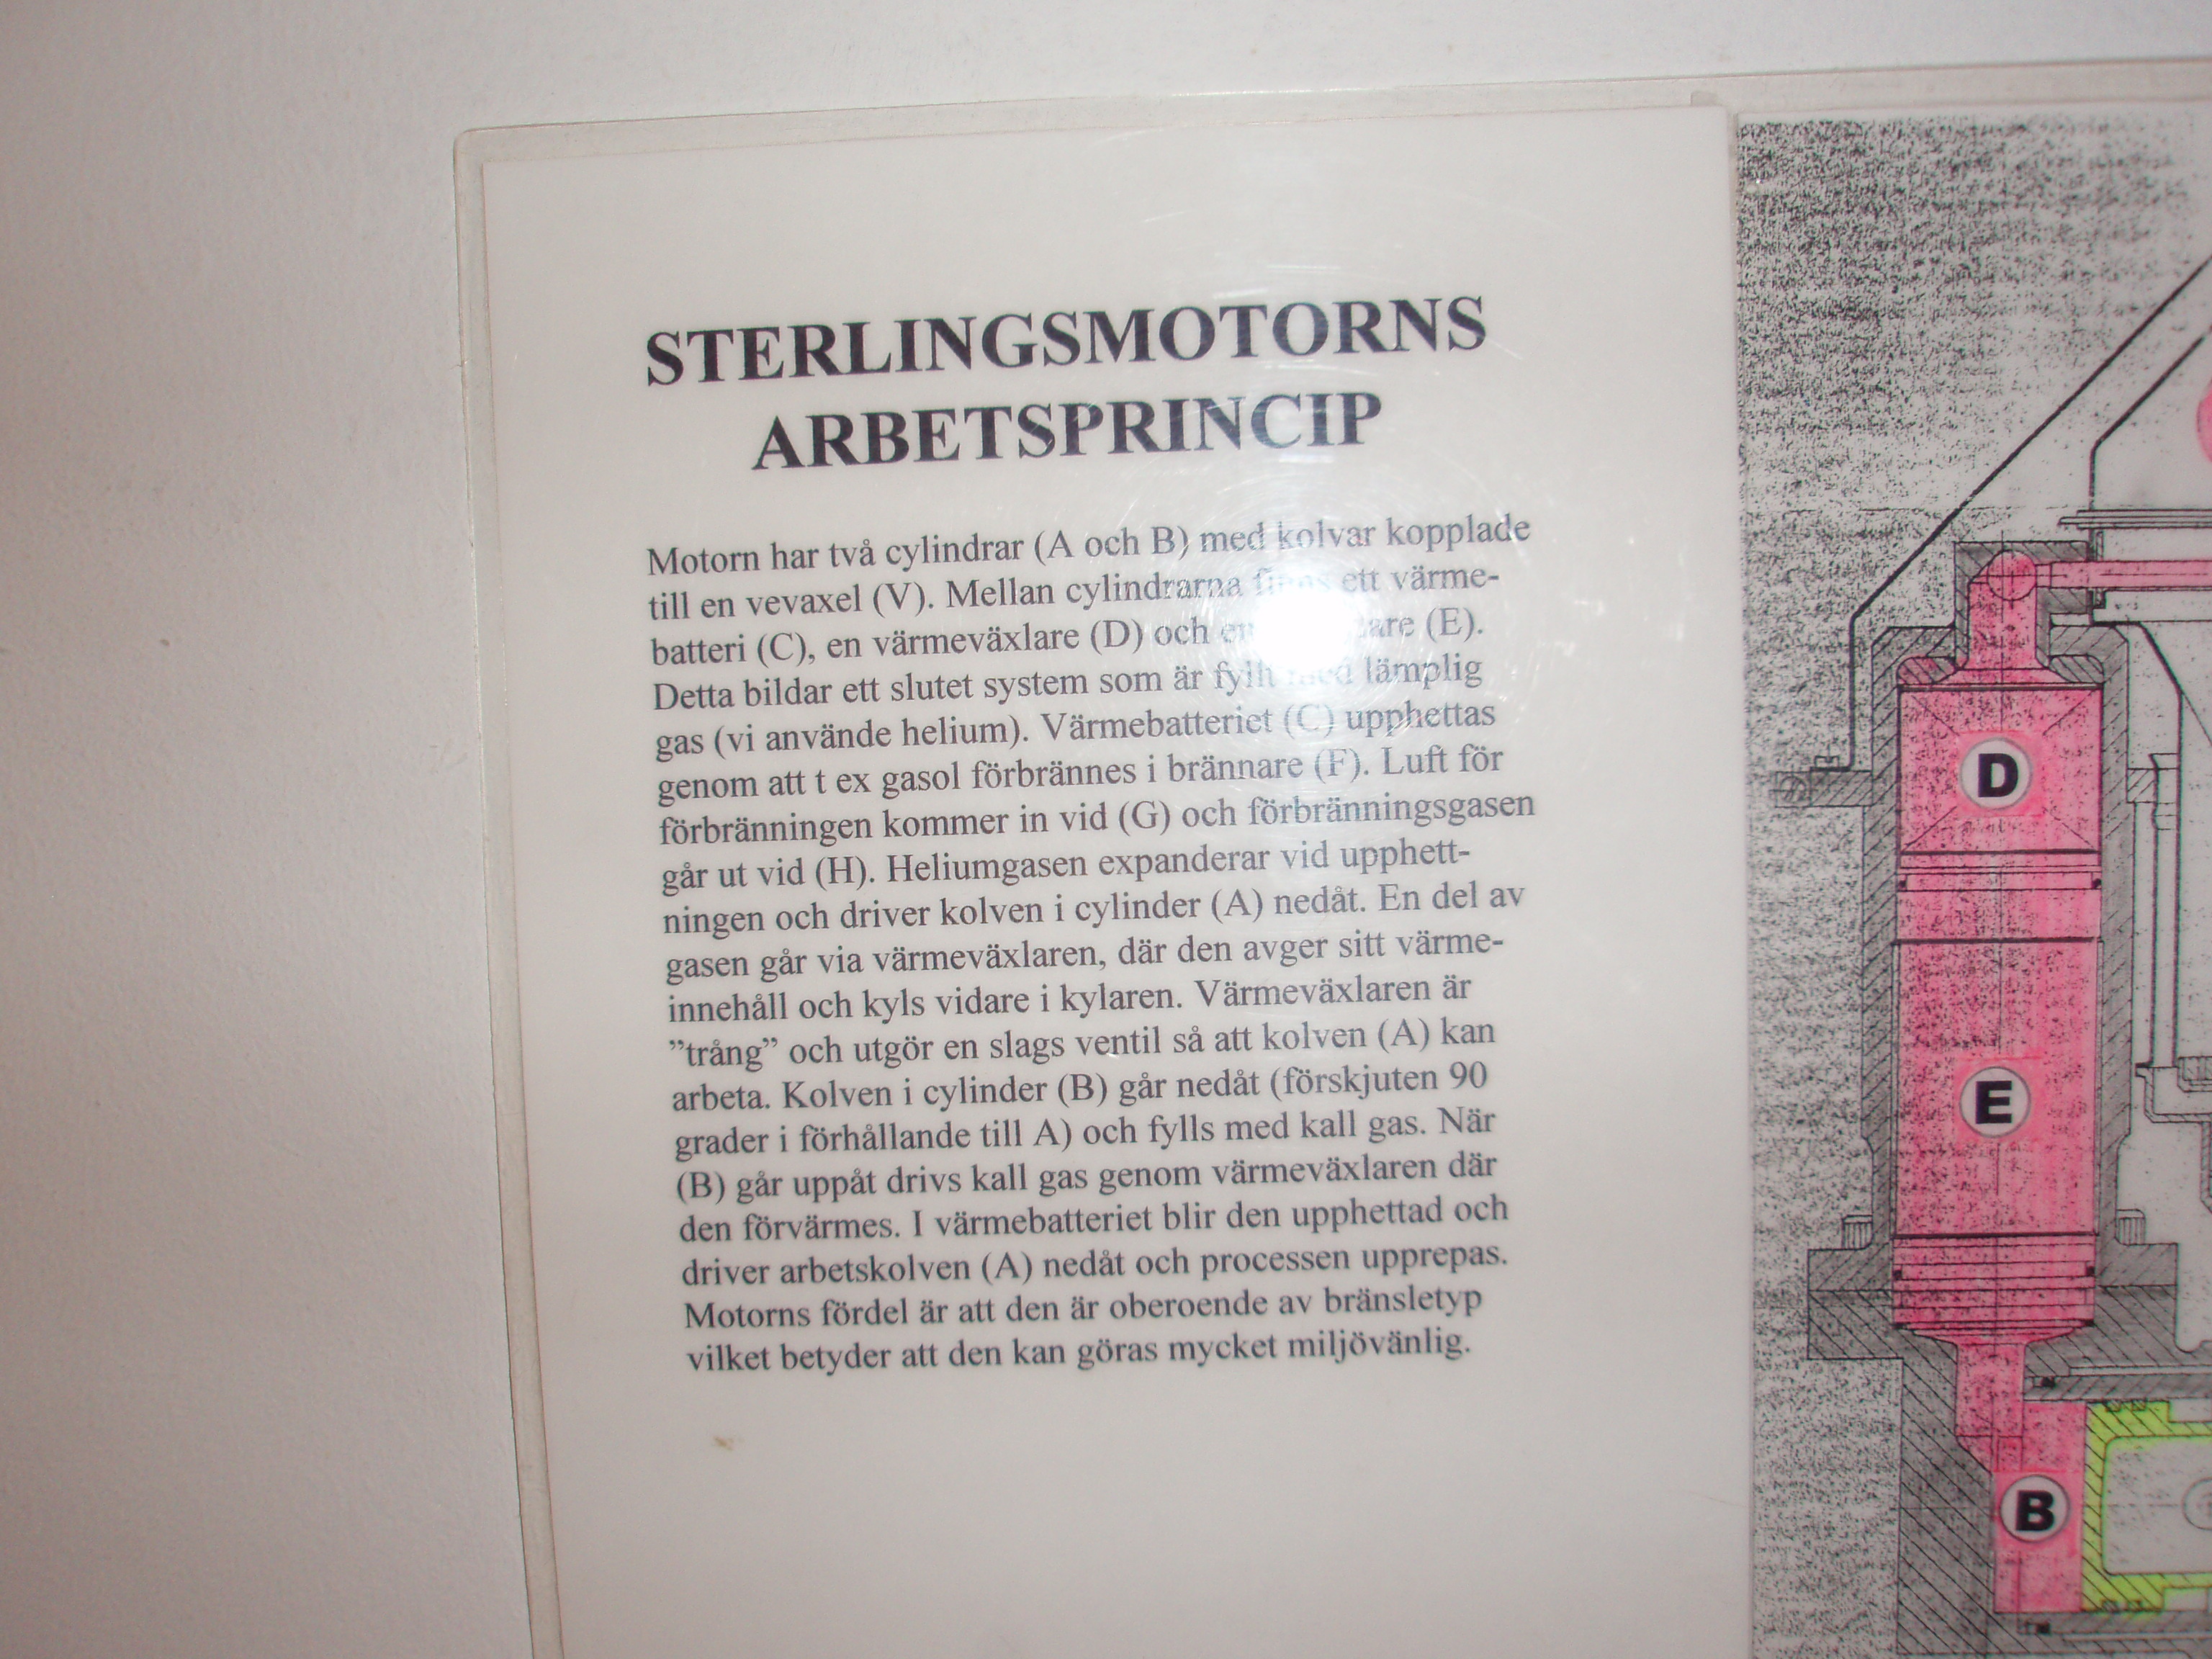 STERLINGSMOTORNS
ARBETSPRINCIP
Motorn har två cylindrar (A och B) med kolvar kopplade
till en vevaxel (V). Mellan cylindrarna finns ett värme-
batteri (C), en värmeväxlare (D) och en (E).
Detta bildar ett slutet system som är fyllt med lämplig
gas (vi använde helium). Värmebatteriet (C) upphettas
genom att t ex gasol förbrännes i brännare (F). Luft för
förbränningen kommer in vid (G) och förbränningsgasen
går ut vid (H). Heliumgasen expanderar vid upphett-
ningen och driver kolven i cylinder (A) nedåt. En del av
gasen går via värmeväxlaren, där den avger sitt värme-
innehåll och kyls vidare i kylaren. Värmeväxlaren är
”trång” och utgör en slags ventil så att kolven (A) kan
arbeta. Kolven i cylinder (B) går nedåt (förskjuten 90
grader i förhållande till A) och fylls med kall gas. När
(B) går uppåt drivs kall gas genom värmeväxlaren där
den förvärmes. I värmebatteriet blir den upphettad och
driver arbetskolven (A) nedåt och processen upprepas.
Motorns fördel är att den är oberoende av bränsletyp
vilket betyder att den kan göras mycket miljövänlig.
D
E
B